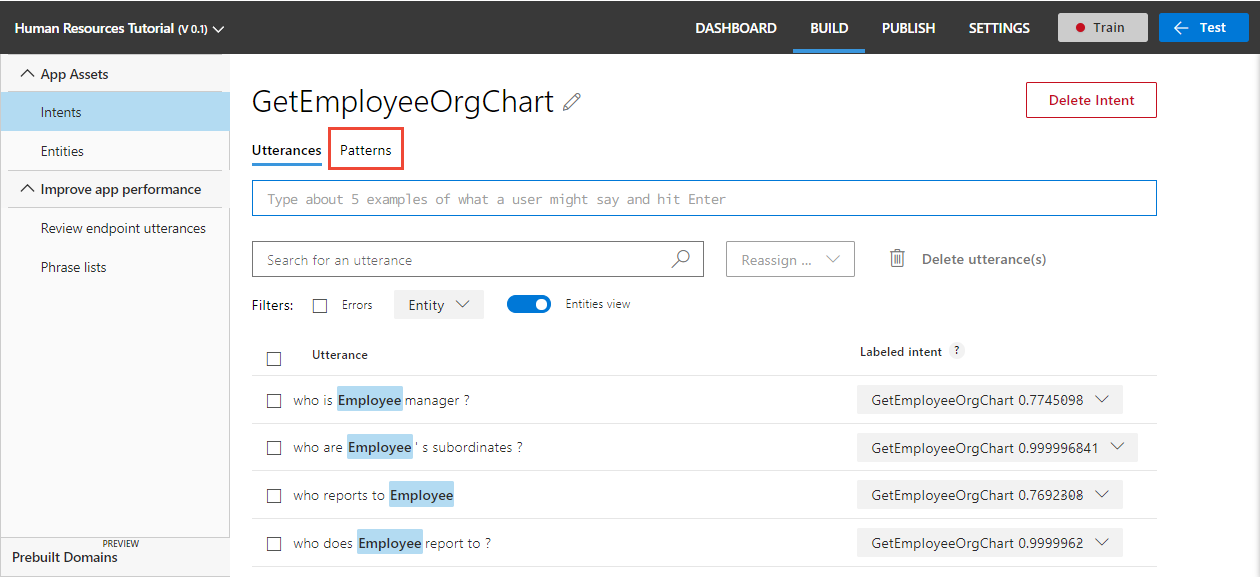 Human Resources Tutorial (V 0.1) DASHBOARD BUILD PUBLISH SETTINGS Train Test
App Assets
Intents
Entities
Improve app performance
Review endpoint utterances
Phrase lists
PREVIEW
Prebuilt Domains
GetEmployeeOrgChart Delete Intent
Utterances Patterns
Type about 5 examples of what a user might say and hit Enter
Search for an utterance Reassign ... Delete utterance(s)
Filters: Errors Entity Entities view
Utterance Labeled intent ?
who is Employee manager ? GetEmployeeOrgChart 0.7745098
who are Employee ' s subordinates ? GetEmployeeOrgChart 0.999996841
who reports to Employee GetEmployeeOrgChart 0.7692308
who does Employee report to ? GetEmployeeOrgChart 0.9999962